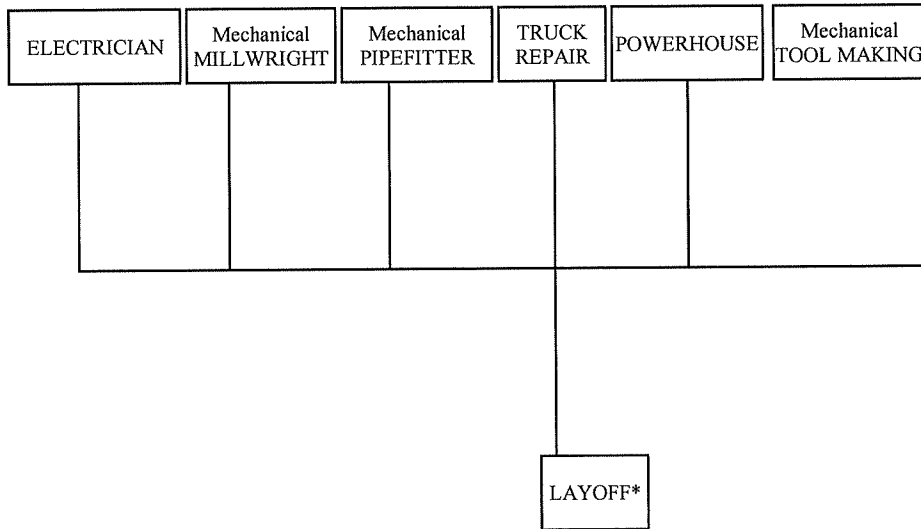 ELECTRICIAN
Mechanical
MILLWRIGHT
Mechanical
PIPEFITTER
TRUCK
REPAIR
POWERHOUSE
Mechanical
TOOL MAKING
LAYOFF*